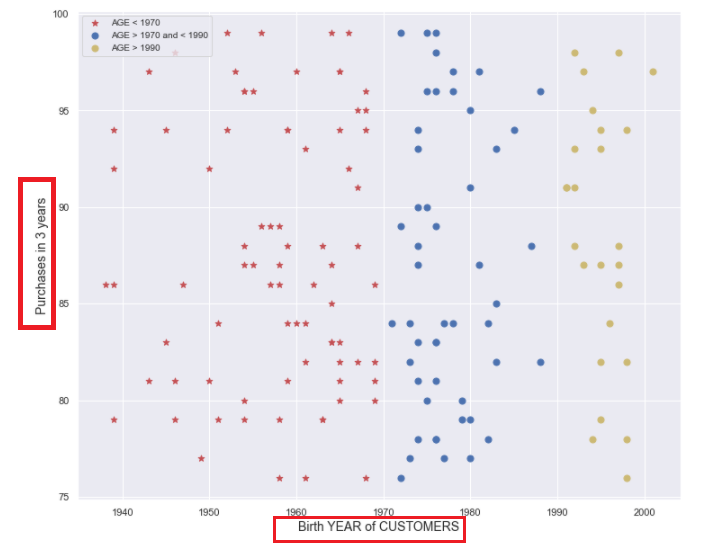 100
AGE < 1970
AGE > 1970 and < 1990
AGE > 1990
95
90
85
80
75
Purchases in 3 years
1940 1950 1960 1970 1980 1990 2000
Birth YEAR of CUSTOMERS